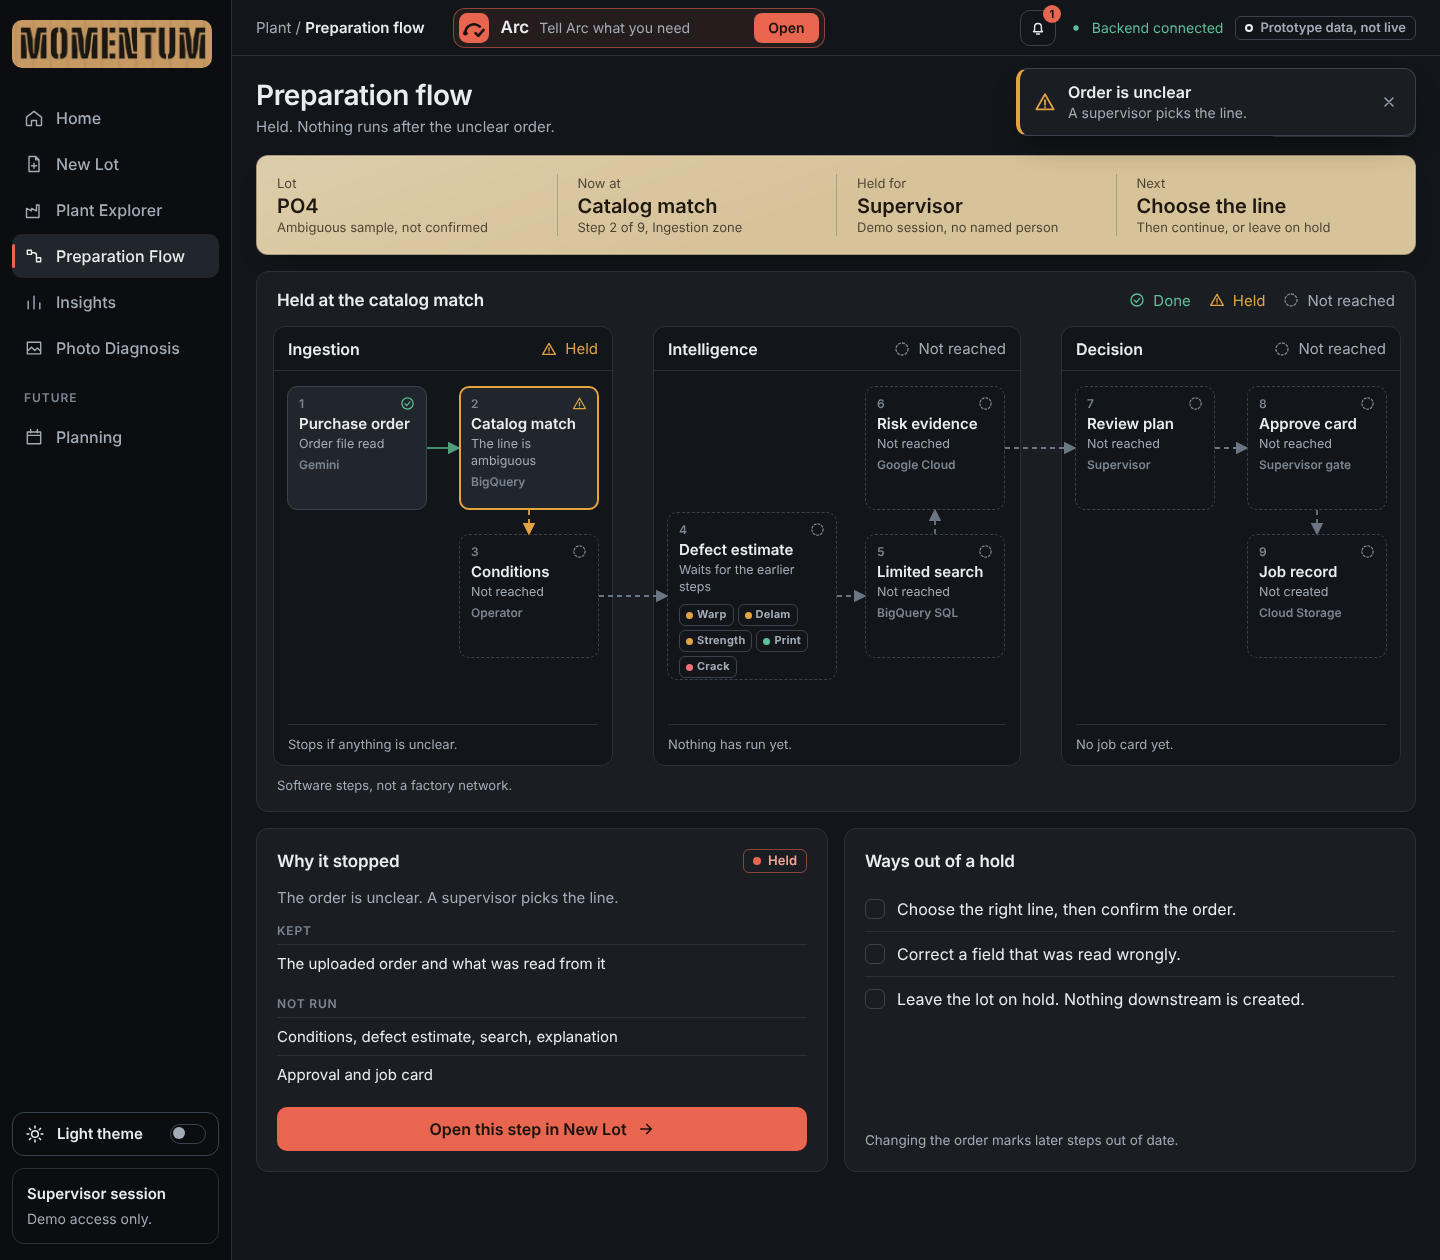 MOMENTUM
Home
New Lot
Plant Explorer
Preparation Flow
Insights
Photo Diagnosis
FUTURE
Planning
Light theme
Supervisor session
Demo access only.
Plant / Preparation flow
Arc Tell Arc what you need Open
1
Backend connected
Prototype data, not live
Preparation flow
Held. Nothing runs after the unclear order.
Order is unclear
A supervisor picks the line.
Lot
PO4
Ambiguous sample, not confirmed
Now at
Catalog match
Step 2 of 9, Ingestion zone
Held for
Supervisor
Demo session, no named person
Next
Choose the line
Then continue, or leave on hold
Held at the catalog match
Done Held Not reached
Ingestion Held
1
Purchase order
Order file read
Gemini
2
Catalog match
The line is
ambiguous
BigQuery
3
Conditions
Not reached
Operator
Stops if anything is unclear.
Intelligence Not reached
4
Defect estimate
Waits for the earlier
steps
Warp Delam
Strength Print
Crack
5
Limited search
Not reached
BigQuery SQL
6
Risk evidence
Not reached
Google Cloud
Nothing has run yet.
Decision Not reached
7
Review plan
Not reached
Supervisor
8
Approve card
Not reached
Supervisor gate
9
Job record
Not created
Cloud Storage
No job card yet.
Software steps, not a factory network.
Why it stopped Held
The order is unclear. A supervisor picks the line.
KEPT
The uploaded order and what was read from it
NOT RUN
Conditions, defect estimate, search, explanation
Approval and job card
Open this step in New Lot
Ways out of a hold
Choose the right line, then confirm the order.
Correct a field that was read wrongly.
Leave the lot on hold. Nothing downstream is created.
Changing the order marks later steps out of date.